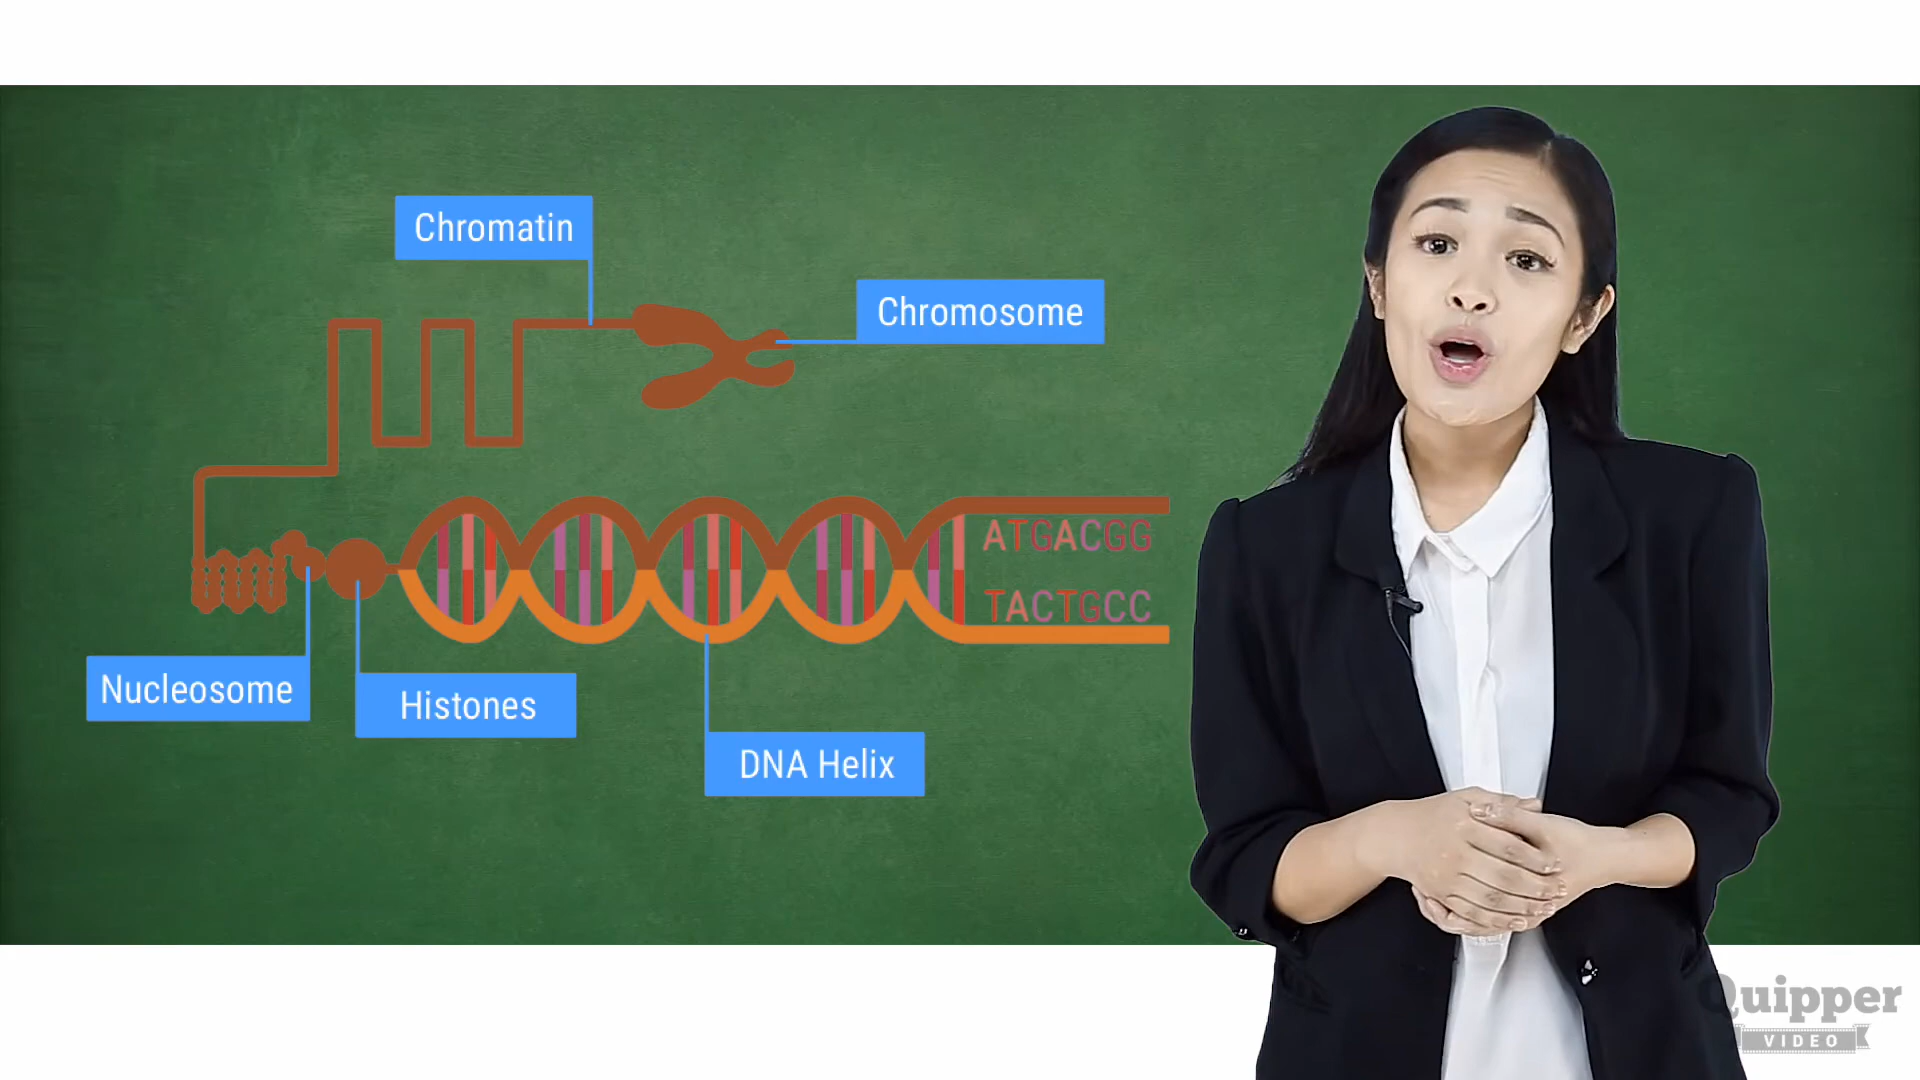 Chromatin
Chromosome
ATGACGG
TACTGCC
Nucleosome
Histones
DNA Helix
Quipper
VIDEO